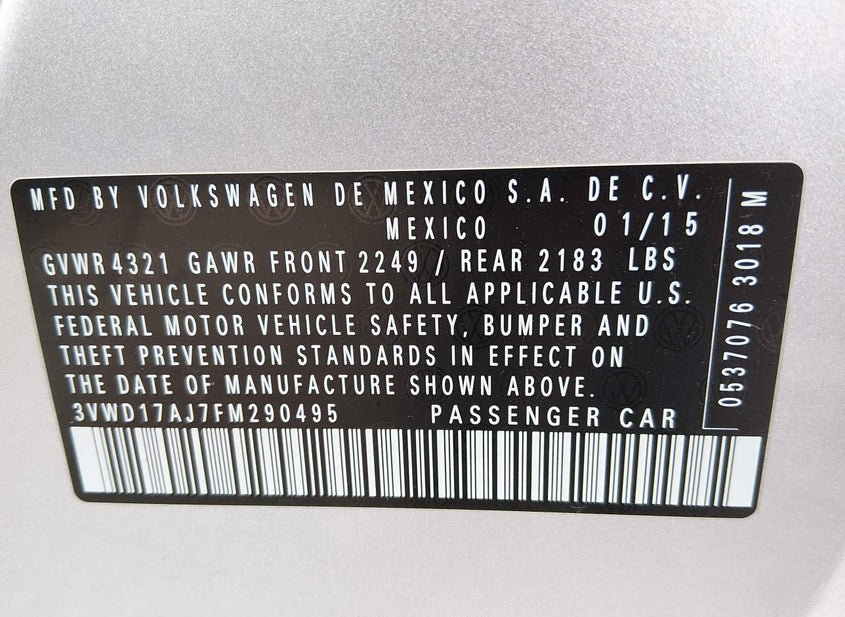 MFD BY VOLKSWAGEN DE MEXICO S.A. DE C.V.
MEXICO 01/15
GVWR 4321 GAWR FRONT 2249 / REAR 2183 LBS
THIS VEHICLE CONFORMS TO ALL APPLICABLE U.S.
FEDERAL MOTOR VEHICLE SAFETY, BUMPER AND
THEFT PREVENTION STANDARDS IN EFFECT ON
THE DATE OF MANUFACTURE SHOWN ABOVE.
3VWD17AJ7FM290495 PASSENGER CAR
0537076 3018 M